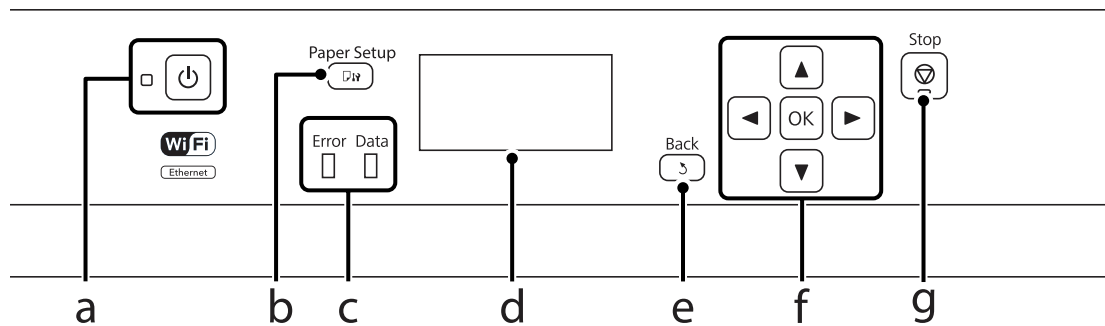 Paper Setup
Stop
Error Data
OK
WiFi
Back
Ethernet
a b c d e f g